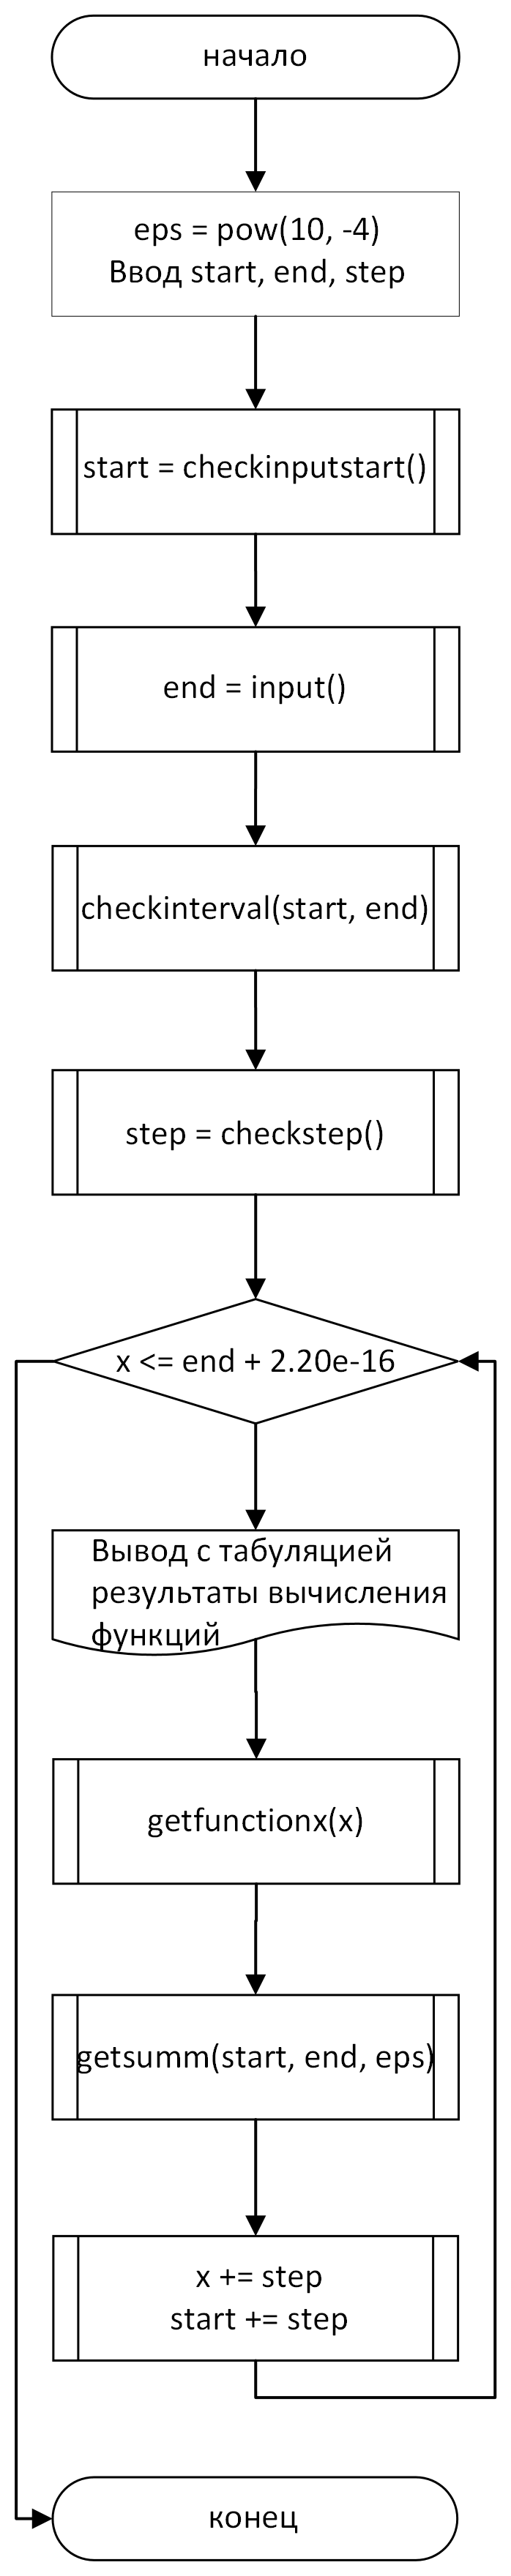 начало
eps = pow(10, -4)
Ввод start, end, step
start = checkinputstart()
end = input()
checkinterval(start, end)
step = checkstep()
x <= end + 2.20e-16
Вывод с табуляцией
результаты вычисления
функций
getfunctionx(x)
getsumm(start, end, eps)
x += step
start += step
конец